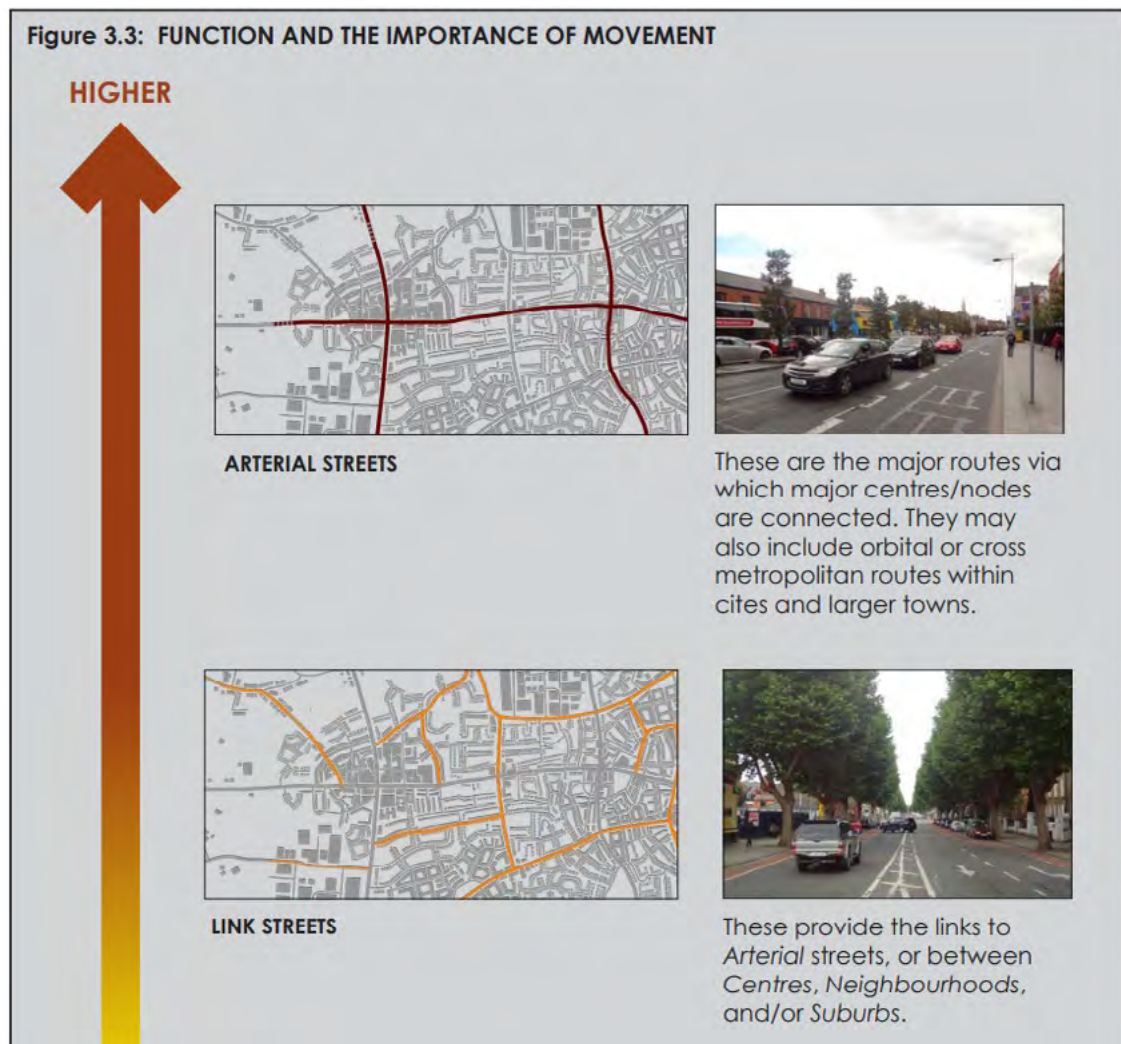 Figure 3.3: FUNCTION AND THE IMPORTANCE OF MOVEMENT
HIGHER
ARTERIAL STREETS
These are the major routes via
which major centres/nodes
are connected. They may
also include orbital or cross
metropolitan routes within
cites and larger towns.
LINK STREETS
These provide the links to
Arterial streets, or between
Centres, Neighbourhoods,
and/or Suburbs.